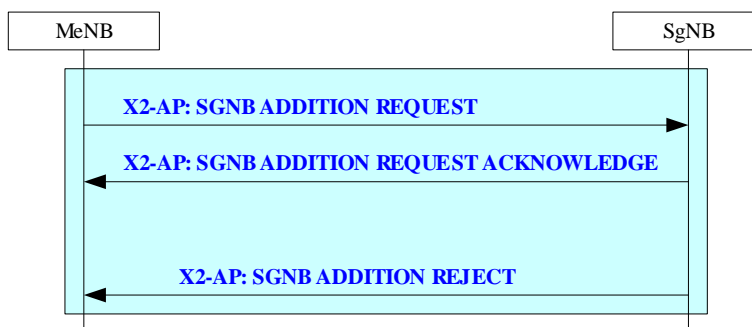 MeNB
SgNB
X2-AP: SGNB ADDITION REQUEST
X2-AP: SGNB ADDITION REQUEST ACKNOWLEDGE
X2-AP: SGNB ADDITION REJECT